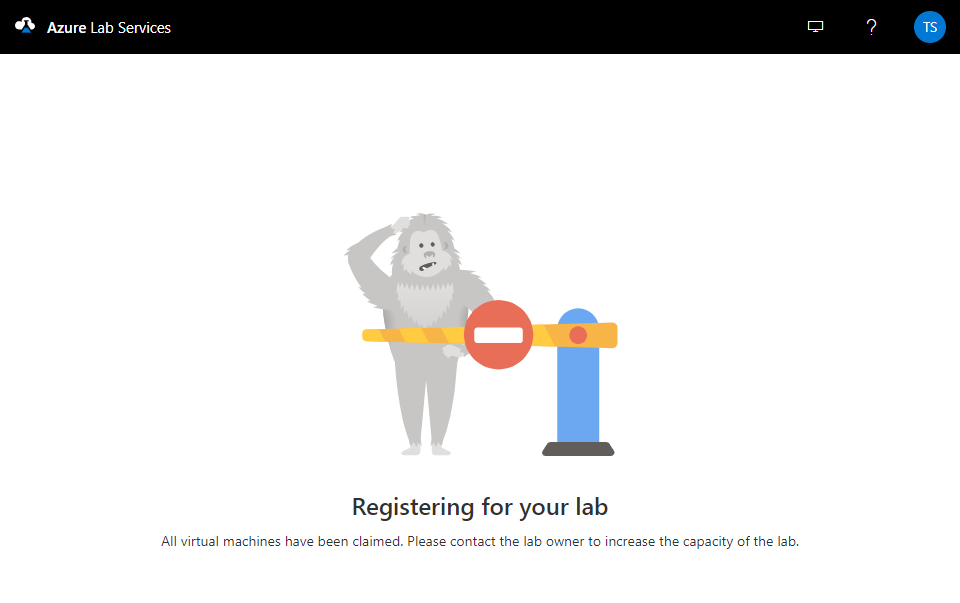 Azure Lab Services
?
TS
Registering for your lab
All virtual machines have been claimed. Please contact the lab owner to increase the capacity of the lab.